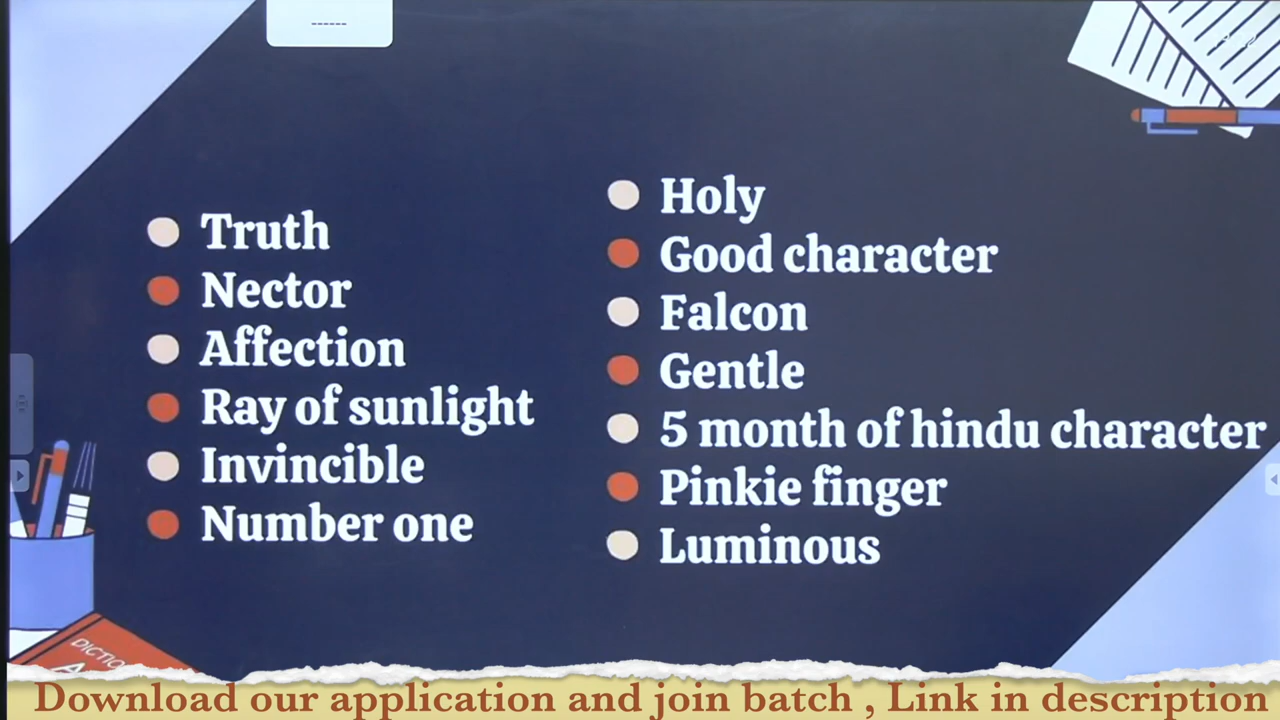 ------
Truth
Nector
Affection
Ray of sunlight
Invincible
Number one
Holy
Good character
Falcon
Gentle
5 month of hindu character
Pinkie finger
Luminous
Download our application and join batch , Link in description